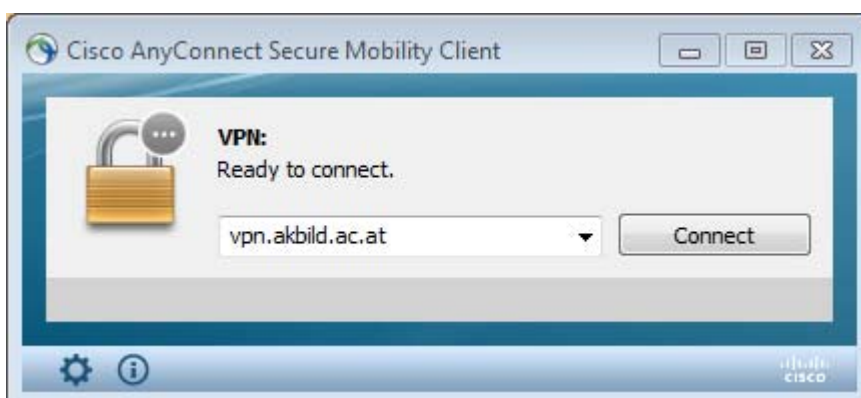 Cisco AnyConnect Secure Mobility Client
VPN:
Ready to connect.
vpn.akbild.ac.at
Connect
CISCO